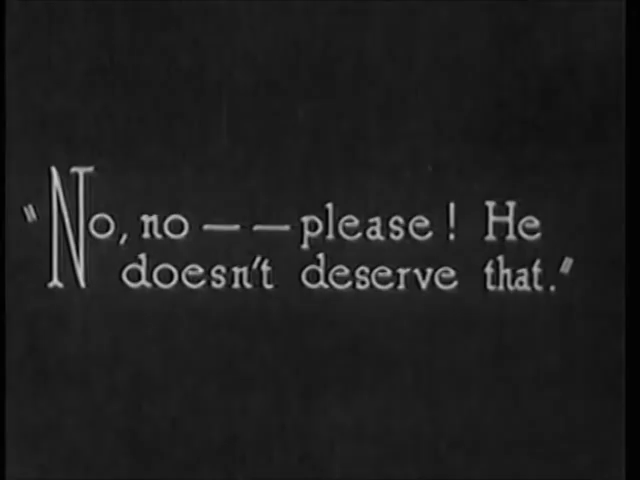 "No, no — — please! He
doesn't deserve that."